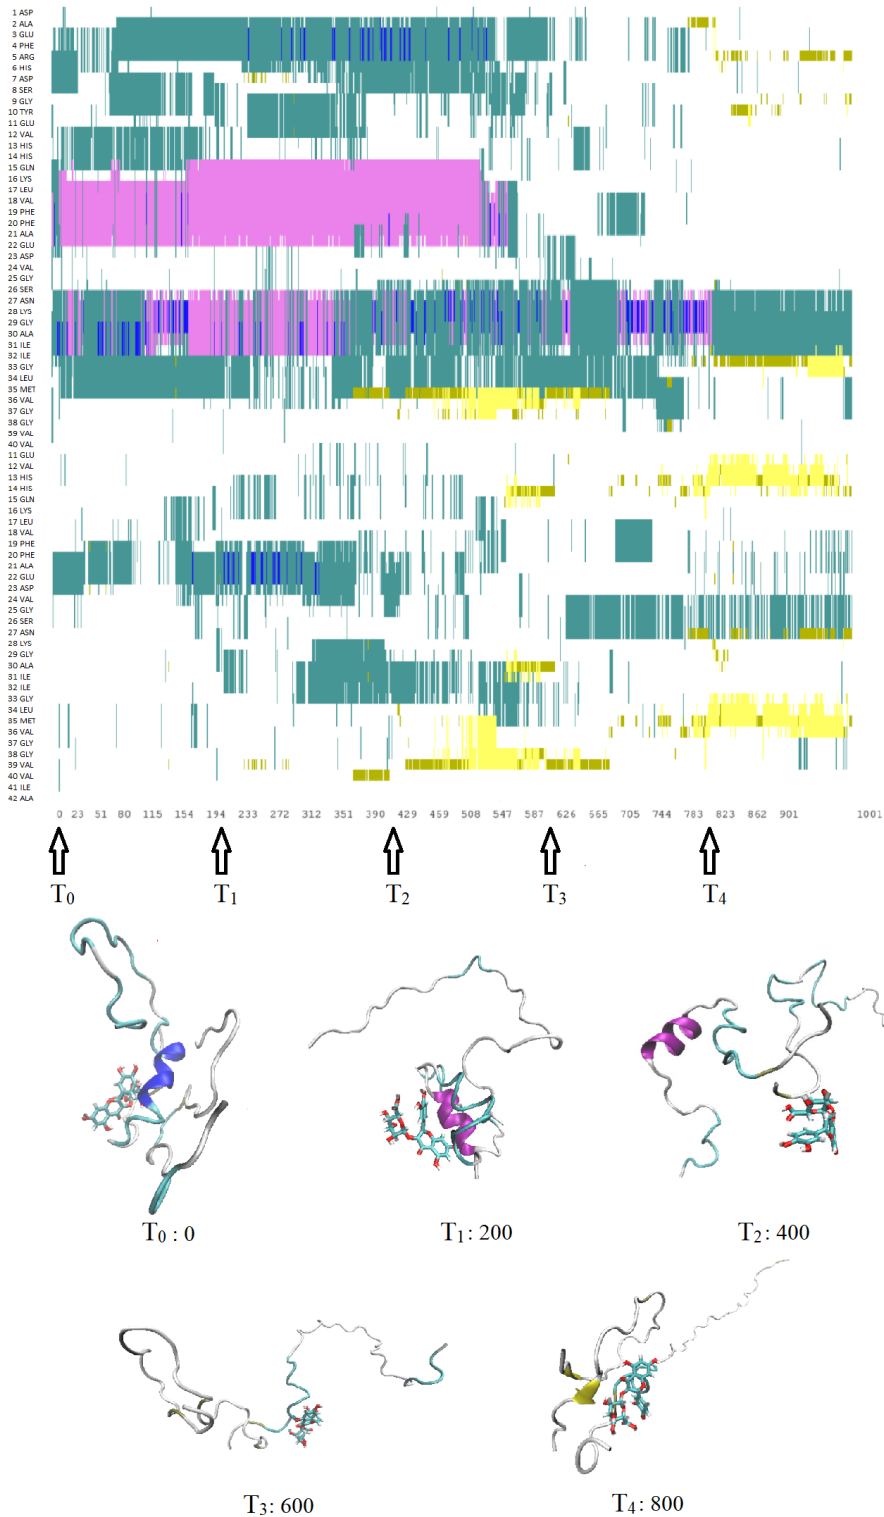 1 ASP
2 ALA
3 GLU
4 PHE
5 ARG
6 HIS
7 ASP
8 SER
9 GLY
10 TYR
11 GLU
12 VAL
13 HIS
14 HIS
15 GLN
16 LYS
17 LEU
18 VAL
19 PHE
20 PHE
21 ALA
22 GLU
23 ASP
24 VAL
25 GLY
26 SER
27 ASN
28 LYS
29 GLY
30 ALA
31 ILE
32 ILE
33 GLY
34 LEU
35 MET
36 VAL
37 GLY
38 GLY
39 VAL
40 VAL
11 GLU
12 VAL
13 HIS
14 HIS
15 GLN
16 LYS
17 LEU
18 VAL
19 PHE
20 PHE
21 ALA
22 GLU
23 ASP
24 VAL
25 GLY
26 SER
27 ASN
28 LYS
29 GLY
30 ALA
31 ILE
32 ILE
33 GLY
34 LEU
35 MET
36 VAL
37 GLY
38 GLY
39 VAL
40 VAL
41 ILE
42 ALA
0 23 51 80 115 154 194 233 272 312 351 390 429 459 508 547 587 626 665 705 744 783 823 862 901 1001
T0 T1 T2 T3 T4
T0 : 0 T1: 200 T2: 400
T3: 600 T4: 800